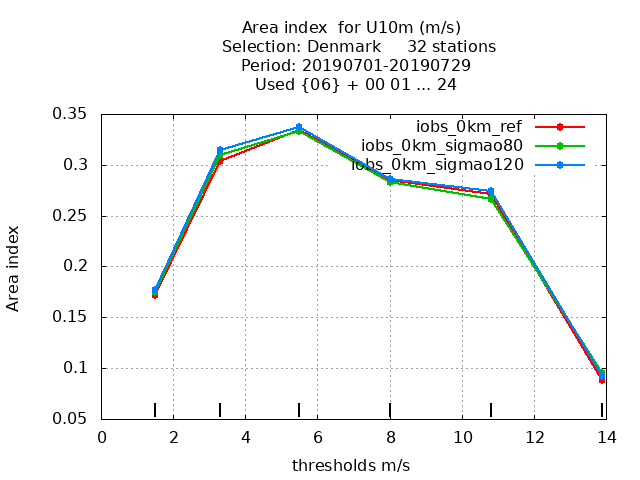 Area index  for U10m (m/s)
Selection: Denmark     32 stations
Period: 20190701-20190729
Used {06} + 00 01 ... 24
iobs_0km_ref
iobs_0km_sigmao80
iobs_0km_sigmao120
Area index
0.35
0.3
0.25
0.2
0.15
0.1
0.05
0 2 4 6 8 10 12 14
thresholds m/s